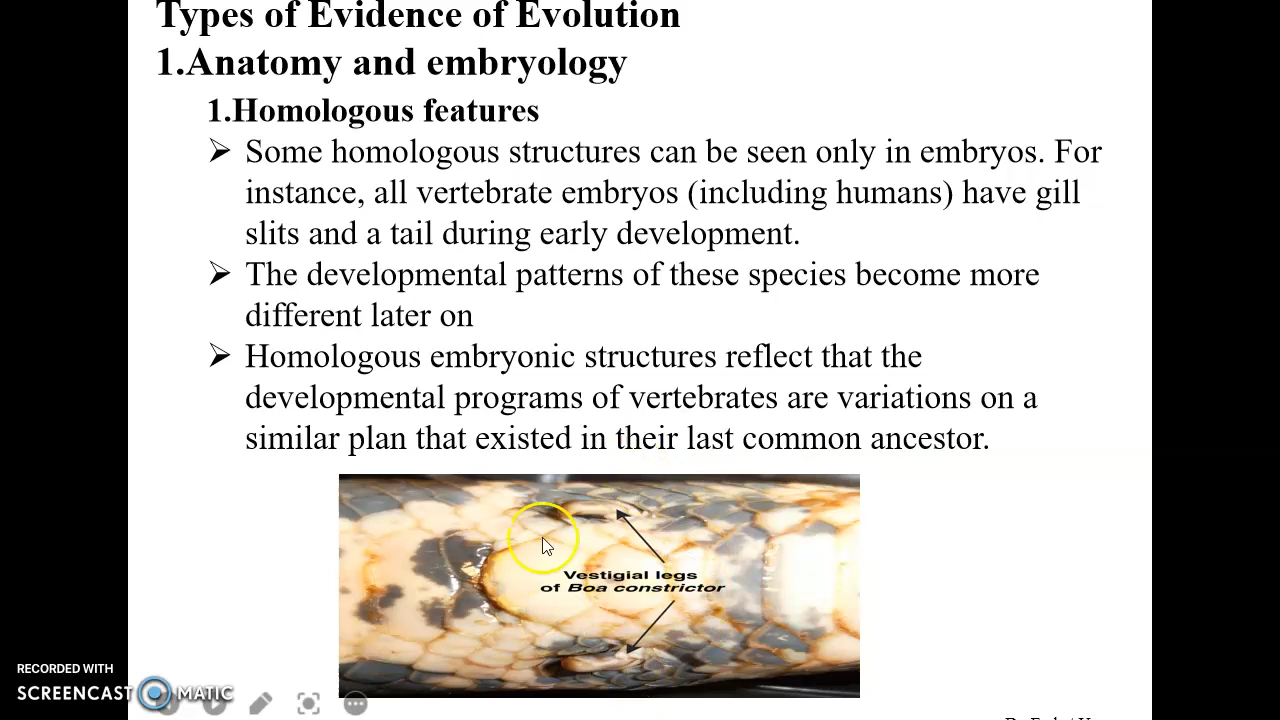 Types of Evidence of Evolution
1.Anatomy and embryology
1.Homologous features
➢ Some homologous structures can be seen only in embryos. For
instance, all vertebrate embryos (including humans) have gill
slits and a tail during early development.
➢ The developmental patterns of these species become more
different later on
➢ Homologous embryonic structures reflect that the
developmental programs of vertebrates are variations on a
similar plan that existed in their last common ancestor.
Vestigial legs
of Boa constrictor
RECORDED WITH
SCREENCAST MATIC